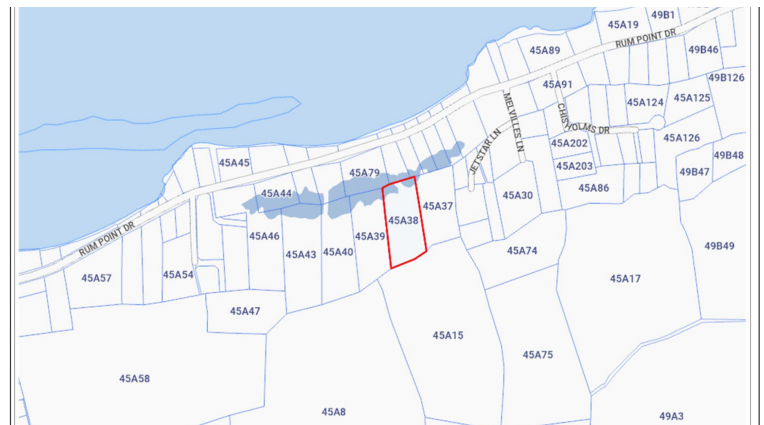 49B1
45A19
RUM POINT DR
45A89
49B46
49B126
45A91
45A124
45A125
MELVILLES LN
CHISHOLMS DR
JETSTAR LN
45A202
45A126
49B48
45A45
45A79
45A203
49B47
45A44
45A86
45A30
45A37
45A38
45A46
45A39
RUM POINT DR
45A43
45A40
45A74
49B49
45A54
45A57
45A17
45A47
45A15
45A75
45A58
45A8
49A3